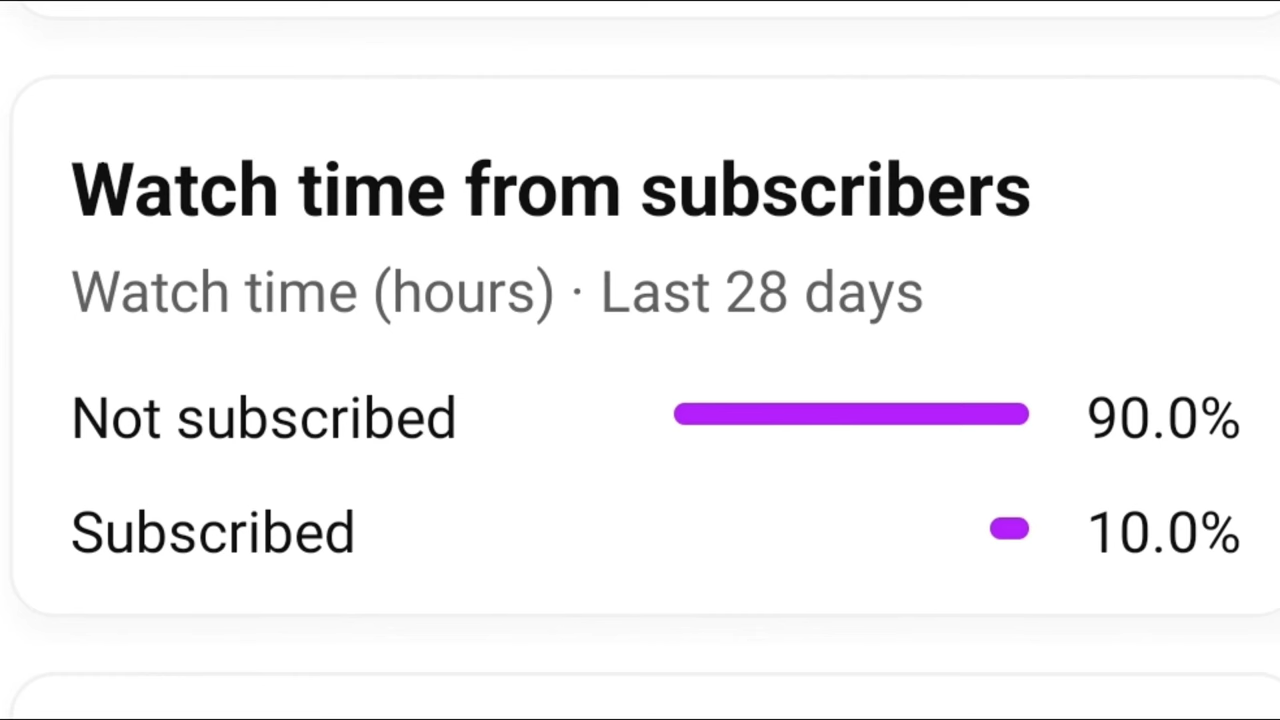 Watch time from subscribers
Watch time (hours) · Last 28 days
Not subscribed 90.0%
Subscribed 10.0%